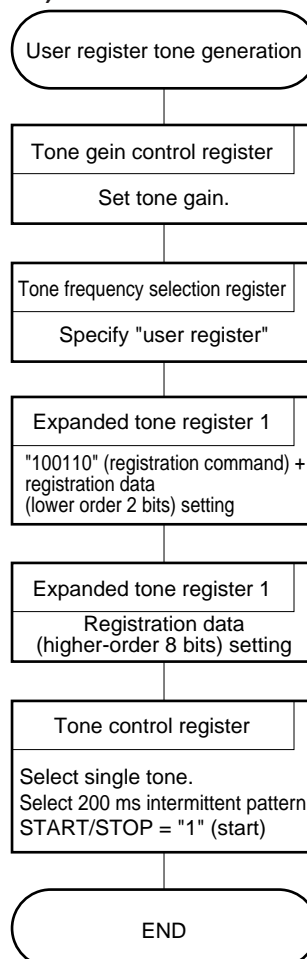 )
User register tone generation
Tone gein control register
Set tone gain.
Tone frequency selection register
Specify "user register"
Expanded tone register 1
"100110" (registration command) +
registration data
(lower order 2 bits) setting
Expanded tone register 1
Registration data
(higher-order 8 bits) setting
Tone control register
Select single tone.
Select 200 ms intermittent pattern
START/STOP = "1" (start)
END